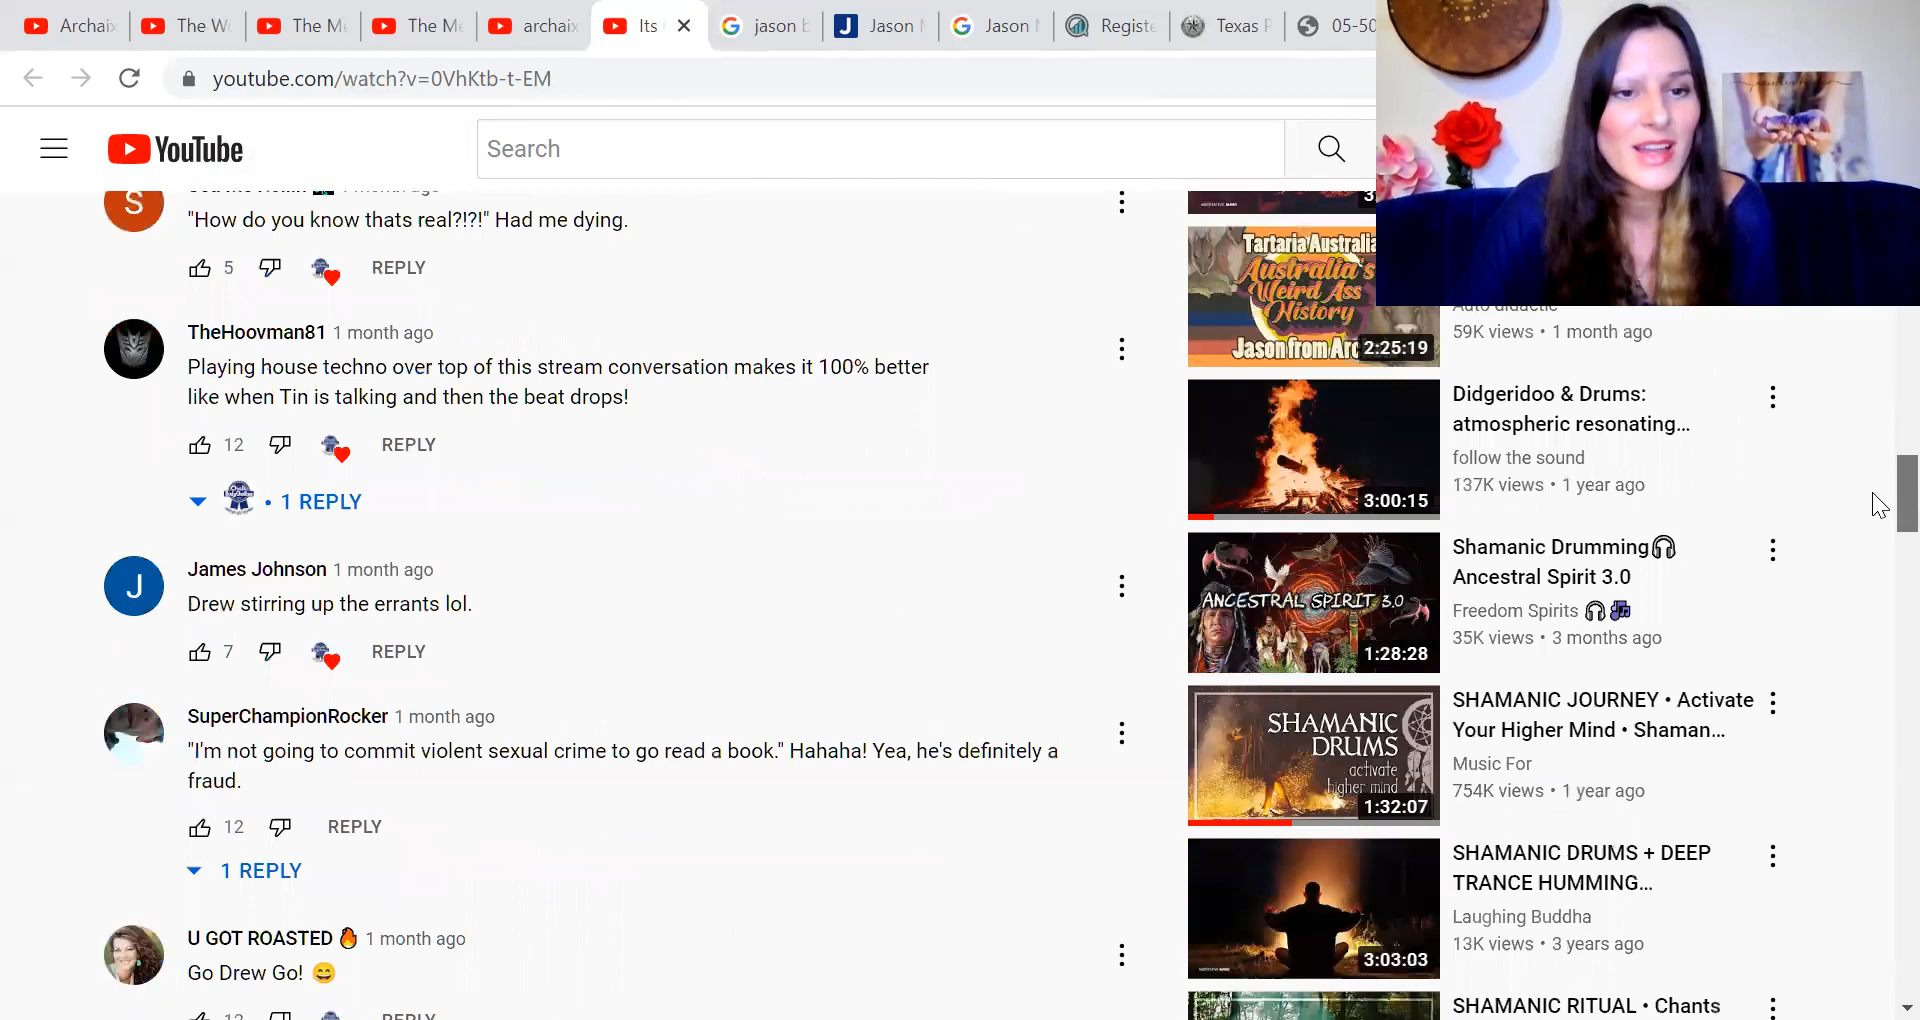 Archaix
The W
The M
The Me
archaix
Its
jason b
Jason
Jason
Registe
Texas P
05-50
youtube.com/watch?v=0VhKtb-t-EM
YouTube
Search
S
1 month ago
"How do you know thats real?!?!" Had me dying.
5 REPLY
TheHoovman81 1 month ago
Playing house techno over top of this stream conversation makes it 100% better
like when Tin is talking and then the beat drops!
12 REPLY
• 1 REPLY
J
James Johnson 1 month ago
Drew stirring up the errants lol.
7 REPLY
SuperChampionRocker 1 month ago
"I'm not going to commit violent sexual crime to go read a book." Hahaha! Yea, he's definitely a
fraud.
12 REPLY
1 REPLY
U GOT ROASTED🔥 1 month ago
Go Drew Go! 😄
12 REPLY
Tartaria Australia
Australia's
Weird Ass
History
Jason from Arc
2:25:19
Auto didactic
59K views • 1 month ago
3:00:15
Didgeridoo & Drums:
atmospheric resonating...
follow the sound
137K views • 1 year ago
ANCESTRAL SPIRIT 3.0
1:28:28
Shamanic Drumming🎧
Ancestral Spirit 3.0
Freedom Spirits 🎧🎶
35K views • 3 months ago
SHAMANIC
DRUMS
activate
higher mind
1:32:07
SHAMANIC JOURNEY • Activate
Your Higher Mind • Shaman...
Music For
754K views • 1 year ago
3:03:03
SHAMANIC DRUMS + DEEP
TRANCE HUMMING...
Laughing Buddha
13K views • 3 years ago
SHAMANIC RITUAL • Chants